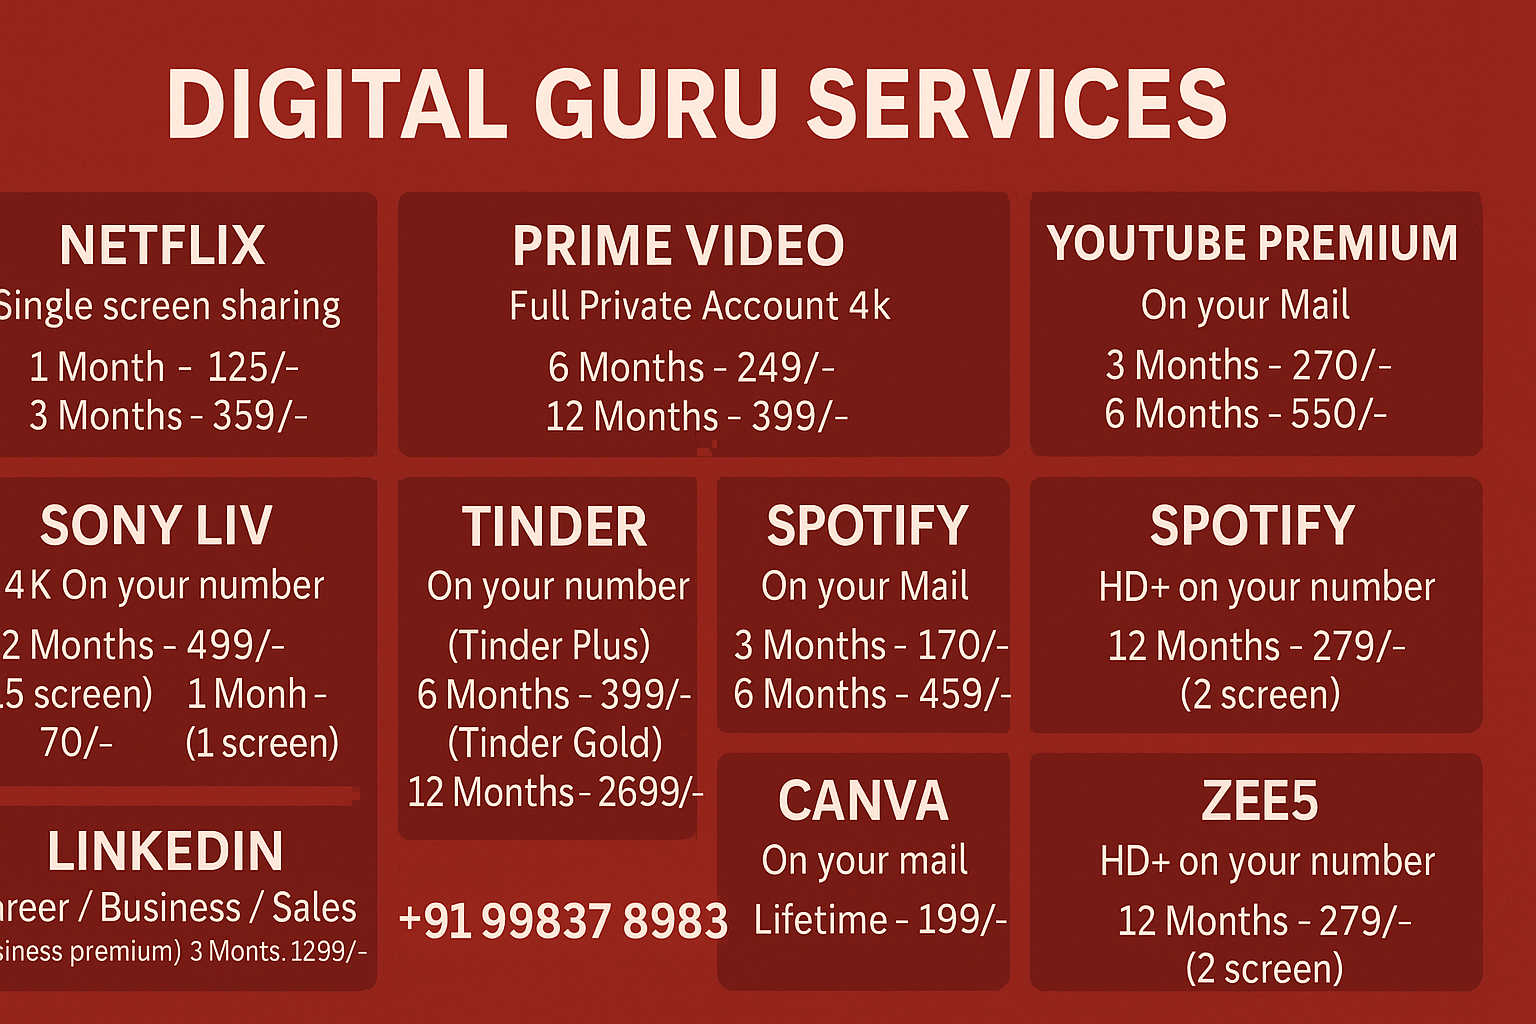 DIGITAL GURU SERVICES
NETFLIX
Single screen sharing
1 Month - 125/-
3 Months - 359/-
PRIME VIDEO
Full Private Account 4k
6 Months - 249/-
12 Months - 399/-
YOUTUBE PREMIUM
On your Mail
3 Months - 270/-
6 Months - 550/-
SONY LIV
4K On your number
2 Months - 499/-
5 screen) 1 Monh -
70/- (1 screen)
TINDER
On your number
(Tinder Plus)
6 Months - 399/-
(Tinder Gold)
12 Months - 2699/-
SPOTIFY
On your Mail
3 Months - 170/-
6 Months - 459/-
SPOTIFY
HD+ on your number
12 Months - 279/-
(2 screen)
LINKEDIN
areer / Business / Sales
siness premium) 3 Monts. 1299/-
+91 99837 8983
CANVA
On your mail
Lifetime - 199/-
ZEE5
HD+ on your number
12 Months - 279/-
(2 screen)